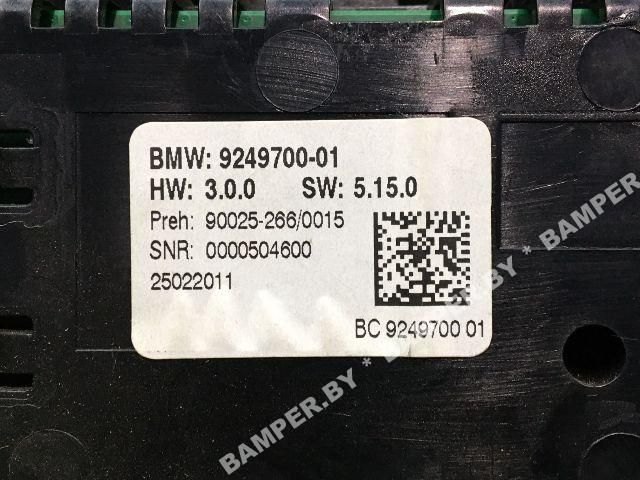 BMW: 9249700-01
HW: 3.0.0 SW: 5.15.0
Preh: 90025-266/0015
SNR: 0000504600
25022011
BC 9249700 01
BAMPER.BY * BAMPER.BY * BAMPER.BY